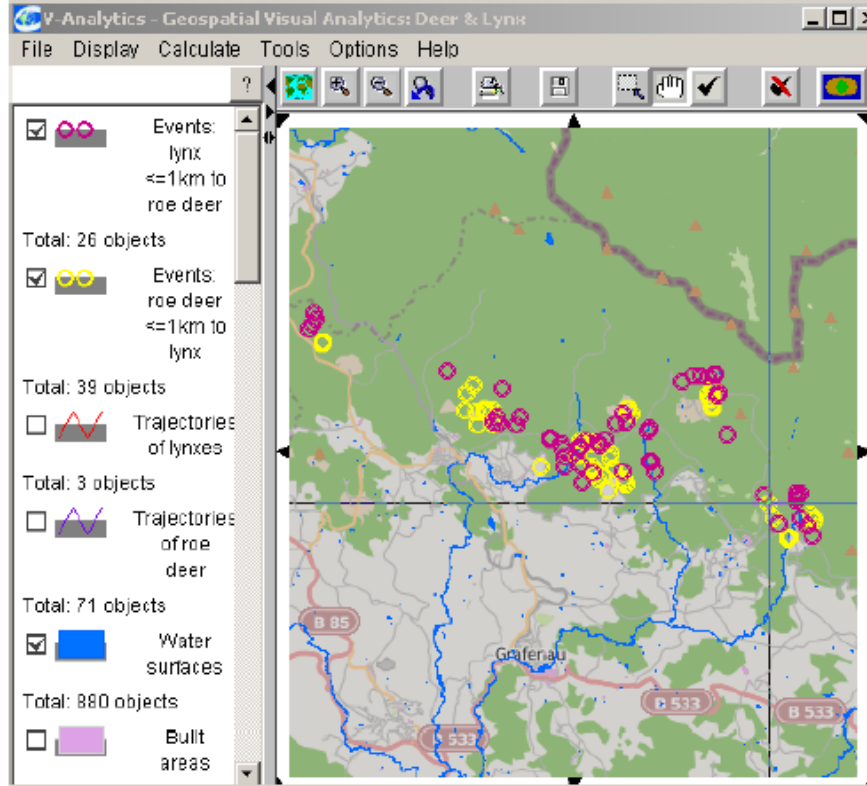 V-Analytics - Geospatial Visual Analytics: Deer & Lynx
File Display Calculate Tools Options Help
?
Events:
lynx
<=1km to
roe deer
Total: 26 objects
Events:
roe deer
<=1km to
lynx
Total: 39 objects
Trajectories
of lynxes
Total: 3 objects
Trajectories
of roe
deer
Total: 71 objects
Water
surfaces
Total: 880 objects
Built
areas
B 85
Grafenau
B 533
B 533
533